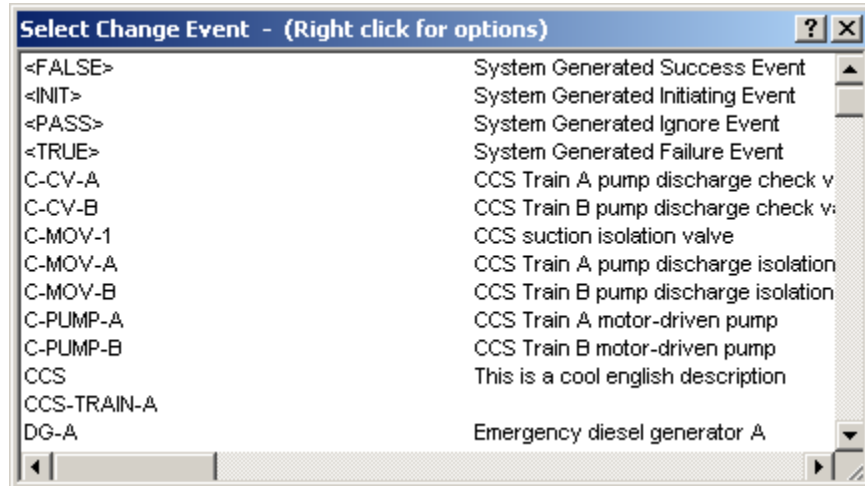 Select Change Event - (Right click for options)
<FALSE> System Generated Success Event
<INIT> System Generated Initiating Event
<PASS> System Generated Ignore Event
<TRUE> System Generated Failure Event
C-CV-A CCS Train A pump discharge check v
C-CV-B CCS Train B pump discharge check v
C-MOV-1 CCS suction isolation valve
C-MOV-A CCS Train A pump discharge isolation
C-MOV-B CCS Train B pump discharge isolation
C-PUMP-A CCS Train A motor-driven pump
C-PUMP-B CCS Train B motor-driven pump
CCS This is a cool english description
CCS-TRAIN-A
DG-A Emergency diesel generator A